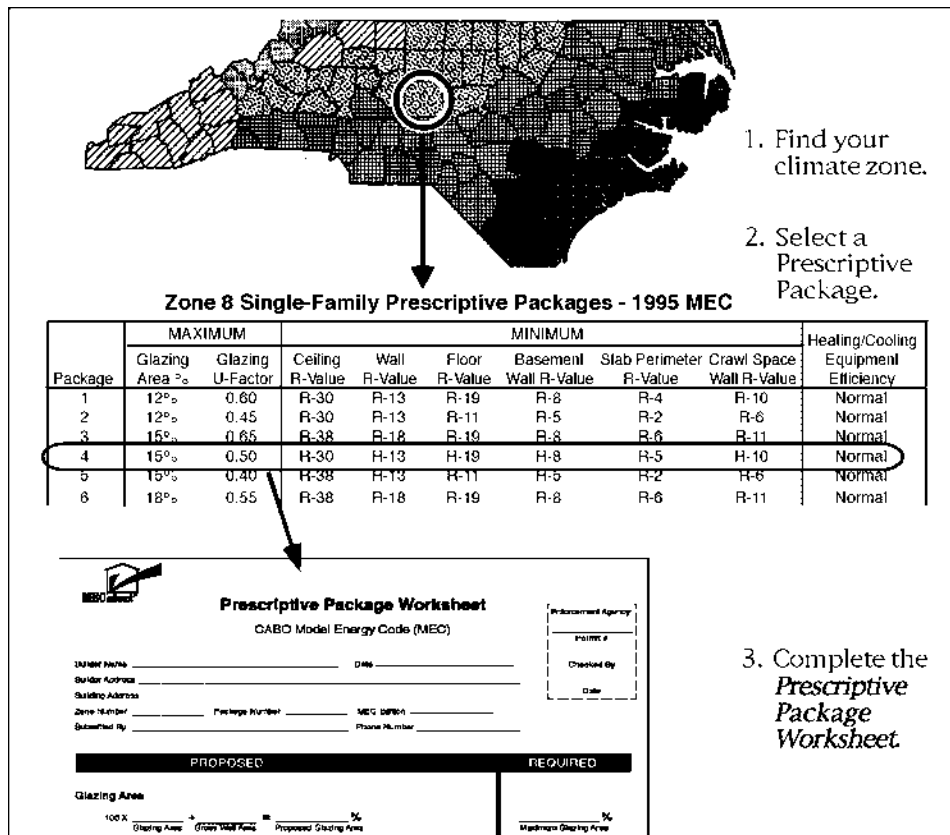 1. Find your
climate zone.
2. Select a
Prescriptive
Package.
Zone 8 Single-Family Prescriptive Packages - 1995 MEC
MAXIMUM MINIMUM Heating/Cooling
Glazing Glazing Ceiling Wall Floor Basement Slab Perimeter Crawl Space Equipment
Package Area % U-Factor R-Value R-Value R-Value Wall R-Value R-Value Wall R-Value Efficiency
1 12% 0.60 R-30 R-13 R-19 R-8 R-4 R-10 Normal
2 12% 0.45 R-30 R-13 R-11 R-5 R-2 R-6 Normal
3 15% 0.65 R-38 R-18 R-19 R-8 R-6 R-11 Normal
4 15% 0.50 R-30 R-13 R-19 R-8 R-5 R-10 Normal
5 15% 0.40 R-38 R-13 R-11 R-5 R-2 R-6 Normal
6 18% 0.55 R-38 R-18 R-19 R-8 R-6 R-11 Normal
MECcheck
Prescriptive Package Worksheet
CABO Model Energy Code (MEC)
Enforcement Agency
Permit #
Checked By
Date
Builder Name Date
Builder Address
Building Address
Zone Number Package Number MEC Edition
Submitted By Phone Number
3. Complete the
Prescriptive
Package
Worksheet.
PROPOSED REQUIRED
Glazing Area
100 X ÷ = % %
Glazing Area Gross Wall Area Proposed Glazing Area Maximum Glazing Area